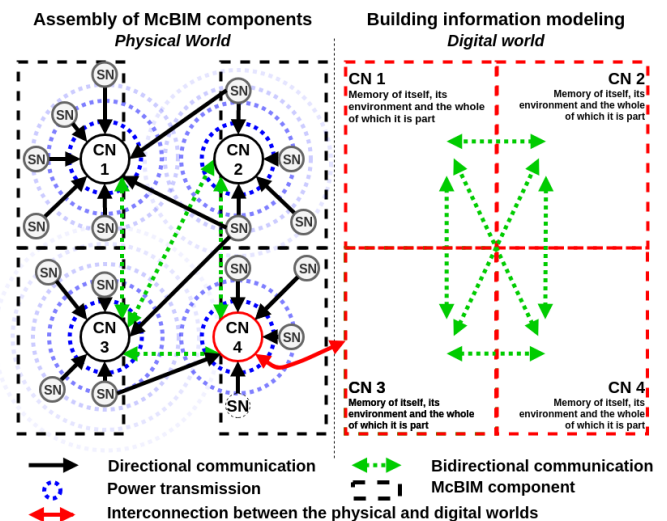 Assembly of McBIM components
Physical World
Building information modeling
Digital world
SN
SN
SN
SN
SN
CN
1
SN
SN
SN
SN
CN
2
SN
SN
SN
SN
CN
3
SN
SN
SN
CN
4
SN
CN 1
Memory of itself, its
environment and the whole
of which it is part
CN 2
Memory of itself, its
environment and the whole
of which it is part
CN 3
Memory of itself, its
environment and the whole
of which it is part
CN 4
Memory of itself, its
environment and the whole
of which it is part
Directional communication
Bidirectional communication
Power transmission
McBIM component
Interconnection between the physical and digital worlds